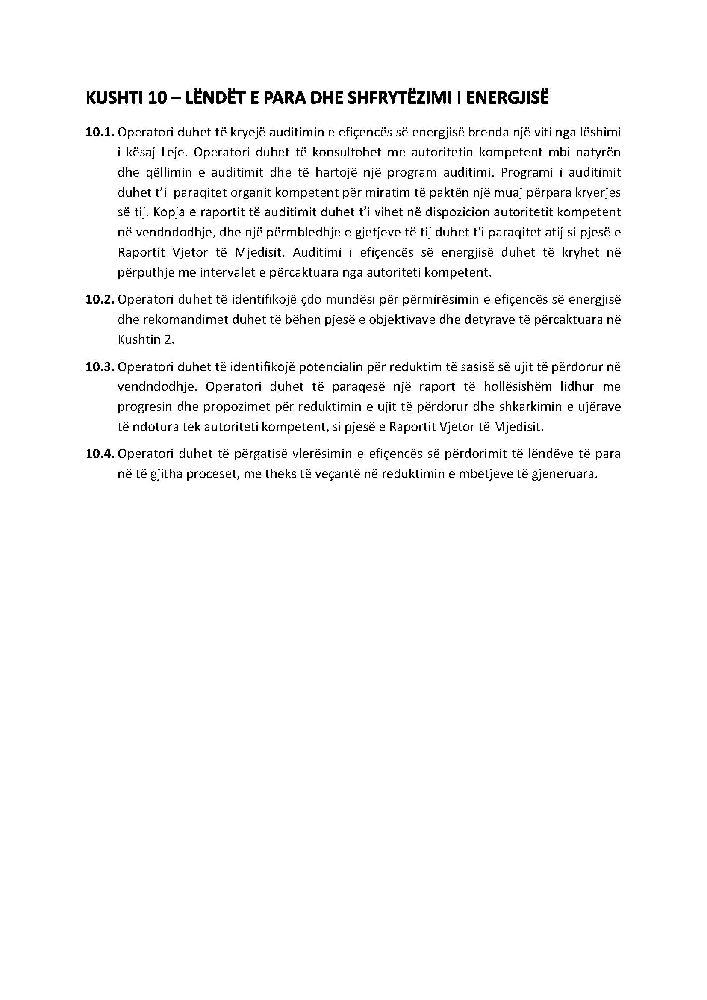 KUSHTI 10 – LËNDËT E PARA DHE SHFRYTËZIMI I ENERGJISË
10.1. Operatori duhet të kryejë auditimin e efiçencës së energjisë brenda një viti nga lëshimi
i kësaj Leje. Operatori duhet të konsultohet me autoritetin kompetent mbi natyrën
dhe qëllimin e auditimit dhe të hartojë një program auditimi. Programi i auditimit
duhet t’i  paraqitet organit kompetent për miratim të paktën një muaj përpara kryerjes
së tij. Kopja e raportit të auditimit duhet t’i vihet në dispozicion autoritetit kompetent
në vendndodhje, dhe një përmbledhje e gjetjeve të tij duhet t’i paraqitet atij si pjesë e
Raportit Vjetor të Mjedisit. Auditimi i efiçencës së energjisë duhet të kryhet në
përputhje me intervalet e përcaktuara nga autoriteti kompetent.
10.2. Operatori duhet të identifikojë çdo mundësi për përmirësimin e efiçencës së energjisë
dhe rekomandimet duhet të bëhen pjesë e objektivave dhe detyrave të përcaktuara në
Kushtin 2.
10.3. Operatori duhet të identifikojë potencialin për reduktim të sasisë së ujit të përdorur në
vendndodhje. Operatori duhet të paraqesë një raport të hollësishëm lidhur me
progresin dhe propozimet për reduktimin e ujit të përdorur dhe shkarkimin e ujërave
të ndotura tek autoriteti kompetent, si pjesë e Raportit Vjetor të Mjedisit.
10.4. Operatori duhet të përgatisë vlerësimin e efiçencës së përdorimit të lëndëve të para
në të gjitha proceset, me theks të veçantë në reduktimin e mbetjeve të gjeneruara.